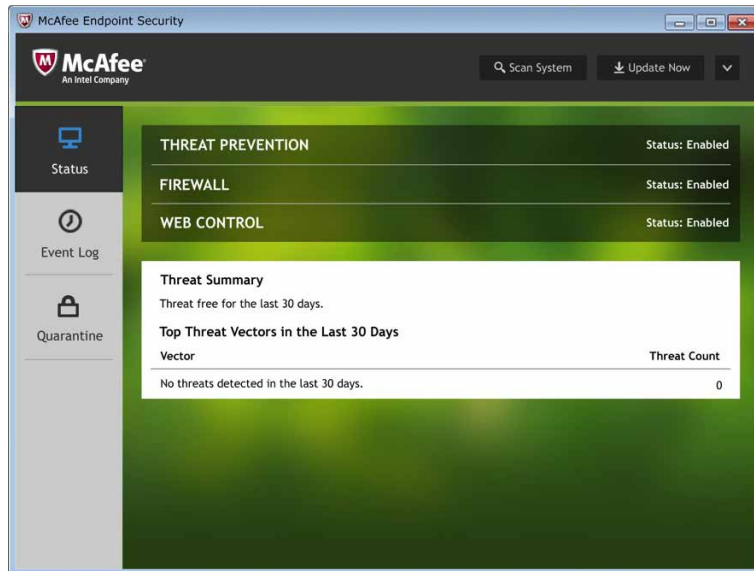 McAfee Endpoint Security
McAfee
An Intel Company
Scan System
Update Now
Status
Event Log
Quarantine
THREAT PREVENTION Status: Enabled
FIREWALL Status: Enabled
WEB CONTROL Status: Enabled
Threat Summary
Threat free for the last 30 days.
Top Threat Vectors in the Last 30 Days
Vector Threat Count
No threats detected in the last 30 days. 0